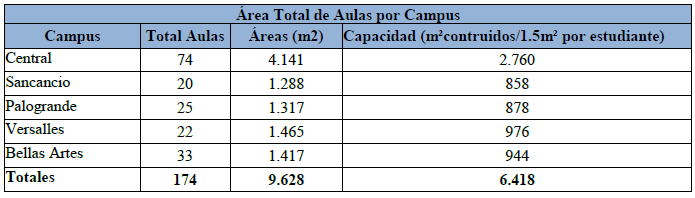 Área Total de Aulas por Campus
Campus Total Aulas Áreas (m2) Capacidad (m²contruidos/1.5m² por estudiante)
Central 74 4.141 2.760
Sancancio 20 1.288 858
Palogrande 25 1.317 878
Versalles 22 1.465 976
Bellas Artes 33 1.417 944
Totales 174 9.628 6.418